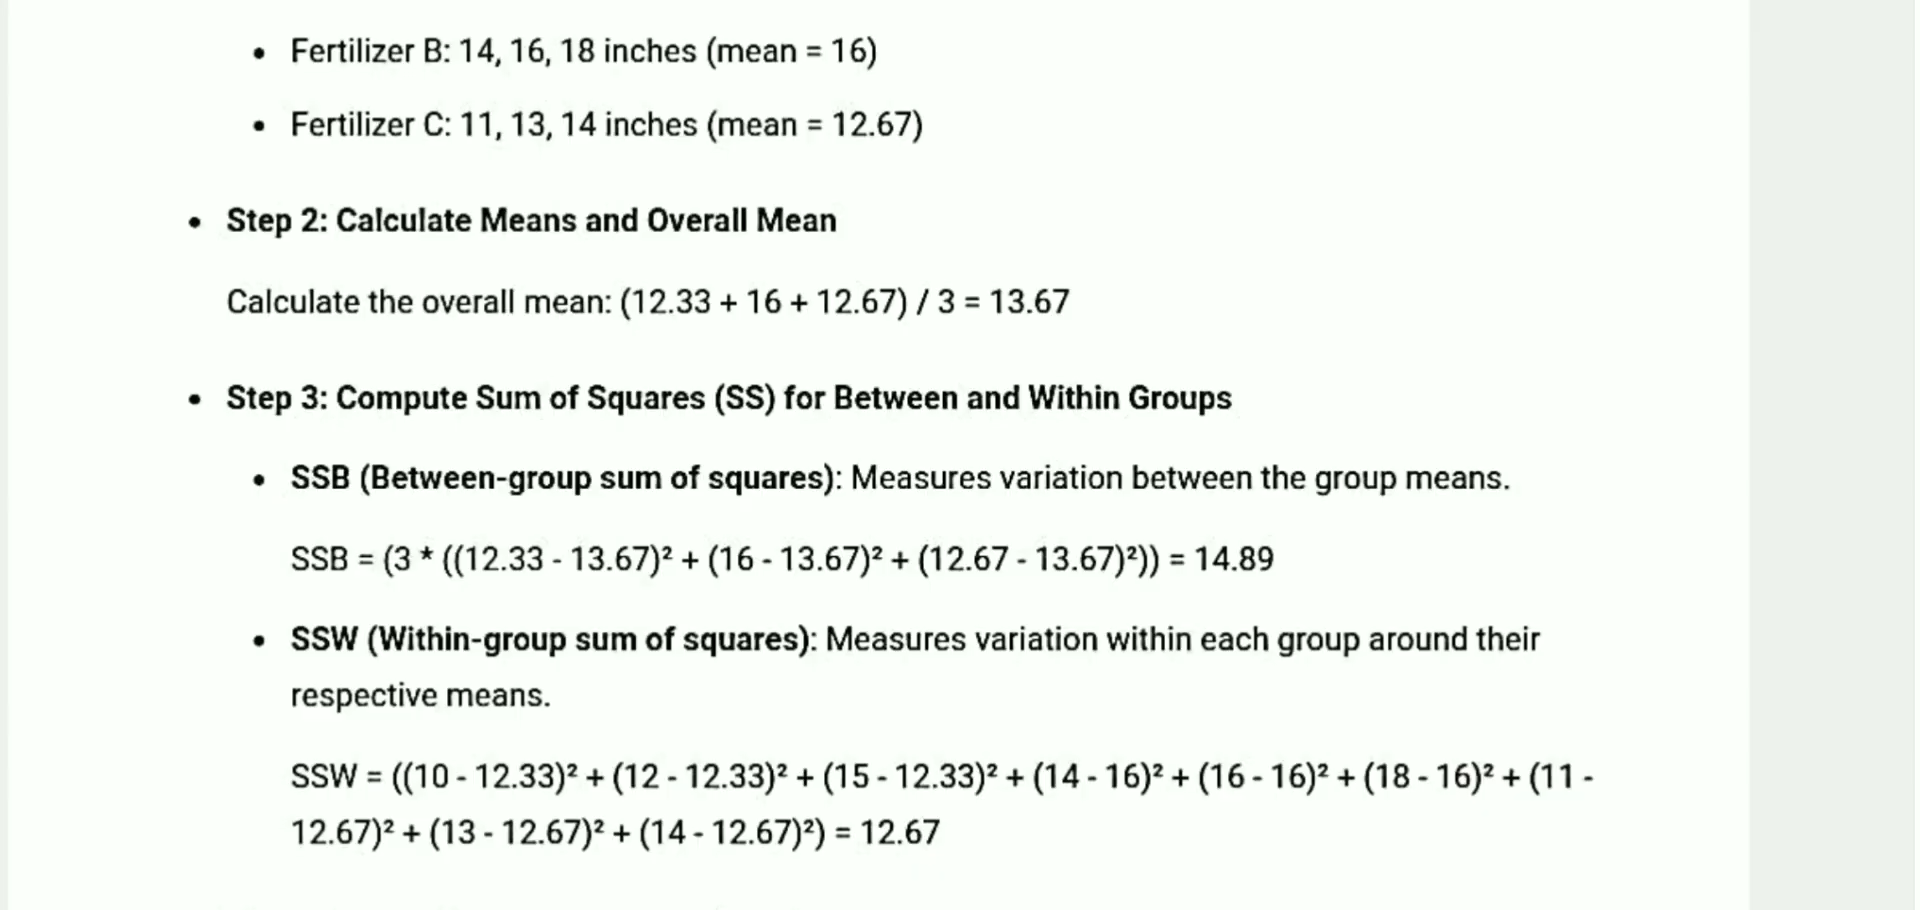 • Fertilizer B: 14, 16, 18 inches (mean = 16)
• Fertilizer C: 11, 13, 14 inches (mean = 12.67)
• Step 2: Calculate Means and Overall Mean
Calculate the overall mean: (12.33 + 16 + 12.67) / 3 = 13.67
• Step 3: Compute Sum of Squares (SS) for Between and Within Groups
• SSB (Between-group sum of squares): Measures variation between the group means.
SSB = (3 * ((12.33 - 13.67)² + (16 - 13.67)² + (12.67 - 13.67)²)) = 14.89
• SSW (Within-group sum of squares): Measures variation within each group around their
respective means.
SSW = ((10 - 12.33)² + (12 - 12.33)² + (15 - 12.33)² + (14 - 16)² + (16 - 16)² + (18 - 16)² + (11 -
12.67)² + (13 - 12.67)² + (14 - 12.67)²) = 12.67